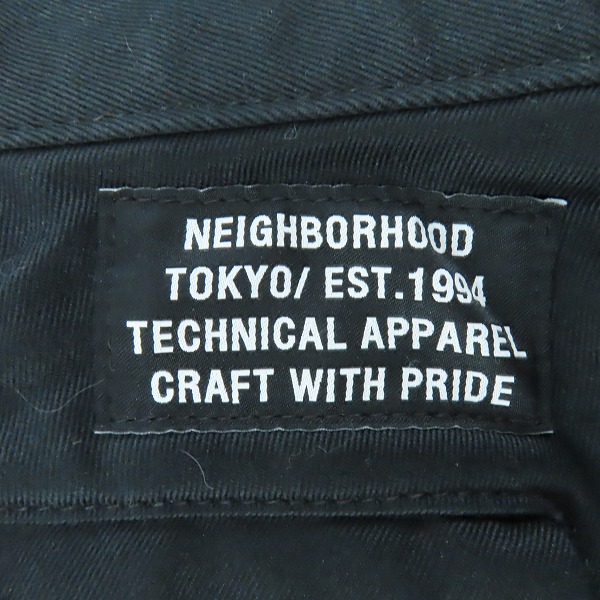 NEIGHBORHOOD
TOKYO/ EST.1994
TECHNICAL APPAREL
CRAFT WITH PRIDE